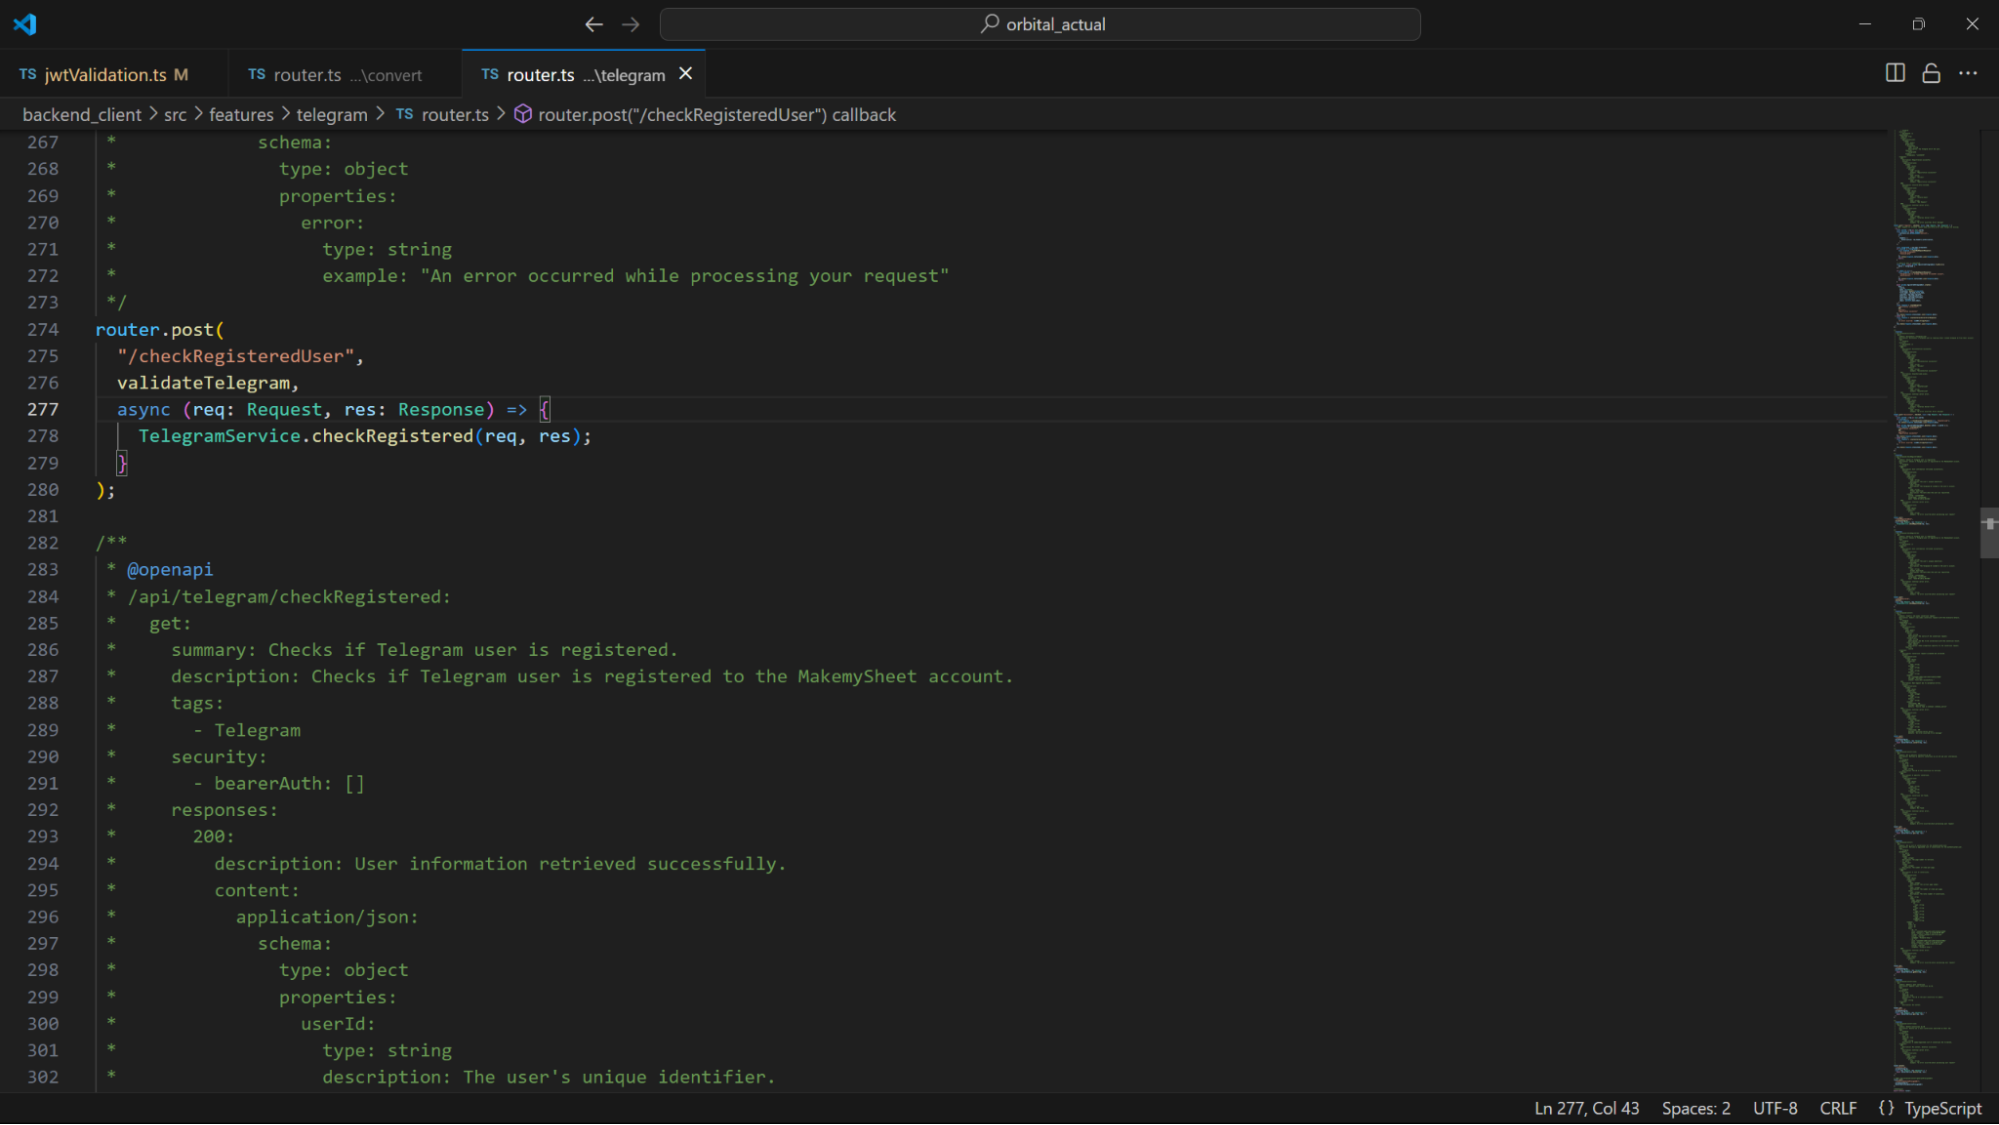 orbital_actual
TS jwtValidation.ts M
TS router.ts ...\convert
TS router.ts ...\telegram
backend_client > src > features > telegram > TS router.ts > router.post("/checkRegisteredUser") callback
267 * schema:
268 * type: object
269 * properties:
270 * error:
271 * type: string
272 * example: "An error occurred while processing your request"
273 */
274 router.post(
275 "/checkRegisteredUser",
276 validateTelegram,
277 async (req: Request, res: Response) => {
278 TelegramService.checkRegistered(req, res);
279 }
280 );
281
282 /**
283 * @openapi
284 * /api/telegram/checkRegistered:
285 * get:
286 * summary: Checks if Telegram user is registered.
287 * description: Checks if Telegram user is registered to the MakemySheet account.
288 * tags:
289 * - Telegram
290 * security:
291 * - bearerAuth: []
292 * responses:
293 * 200:
294 * description: User information retrieved successfully.
295 * content:
296 * application/json:
297 * schema:
298 * type: object
299 * properties:
300 * userId:
301 * type: string
302 * description: The user's unique identifier.
Ln 277, Col 43 Spaces: 2 UTF-8 CRLF {} TypeScript